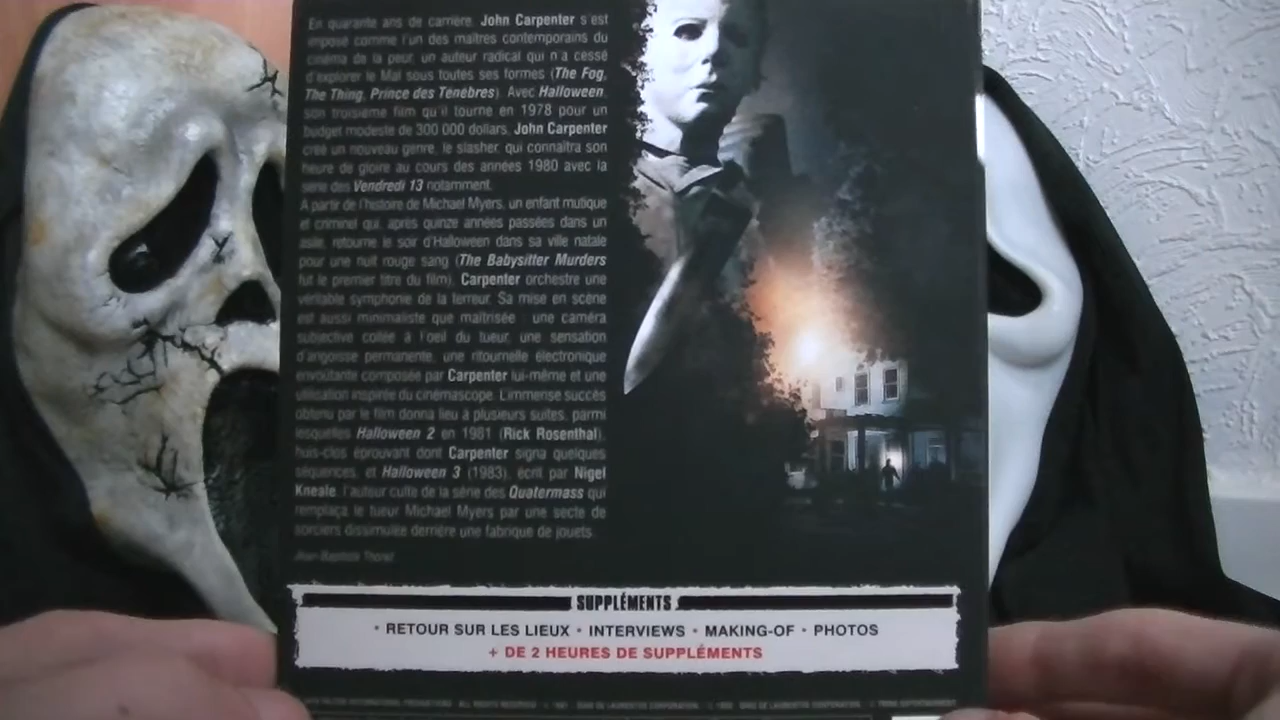 En quarante ans de carrière, John Carpenter s'est
imposé comme l'un des maîtres contemporains du
cinéma de la peur, un auteur radical qui n'a cessé
d'explorer le Mal sous toutes ses formes (The Fog,
The Thing, Prince des Ténèbres). Avec Halloween,
son troisième film qu'il tourne en 1978 pour un
budget modeste de 300 000 dollars, John Carpenter
crée un nouveau genre, le slasher, qui connaîtra son
heure de gloire au cours des années 1980 avec la
série des Vendredi 13 notamment.
A partir de l'histoire de Michael Myers, un enfant mutique
et criminel qui, après quinze années passées dans un
asile, retourne le soir d'Halloween dans sa ville natale
pour une nuit rouge sang (The Babysitter Murders
fut le premier titre du film), Carpenter orchestre une
véritable symphonie de la terreur. Sa mise en scène
est aussi minimaliste que maîtrisée : une caméra
subjective collée à l'oeil du tueur, une sensation
d'angoisse permanente, une ritournelle électronique
envoûtante composée par Carpenter lui-même et une
utilisation inspirée du cinémascope. L'immense succès
obtenu par le film donna lieu à plusieurs suites, parmi
lesquelles Halloween 2 en 1981 (Rick Rosenthal),
huis-clos éprouvant dont Carpenter signa quelques
séquences, et Halloween 3 (1983), écrit par Nigel
Kneale, l'auteur culte de la série des Quatermass qui
remplaça le tueur Michael Myers par une secte de
sorciers dissimulée derrière une fabrique de jouets.
Jean-Baptiste Thoret
SUPPLÉMENTS
• RETOUR SUR LES LIEUX • INTERVIEWS • MAKING-OF • PHOTOS
+ DE 2 HEURES DE SUPPLÉMENTS